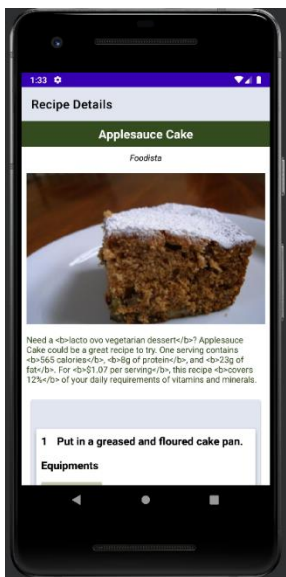 1:33
Recipe Details
Applesauce Cake
Foodista
Need a <b>lacto ovo vegetarian dessert</b>? Applesauce
Cake could be a great recipe to try. One serving contains
<b>565 calories</b>, <b>8g of protein</b>, and <b>23g of
fat</b>. For <b>$1.07 per serving</b>, this recipe <b>covers
12%</b> of your daily requirements of vitamins and minerals.
1 Put in a greased and floured cake pan.
Equipments